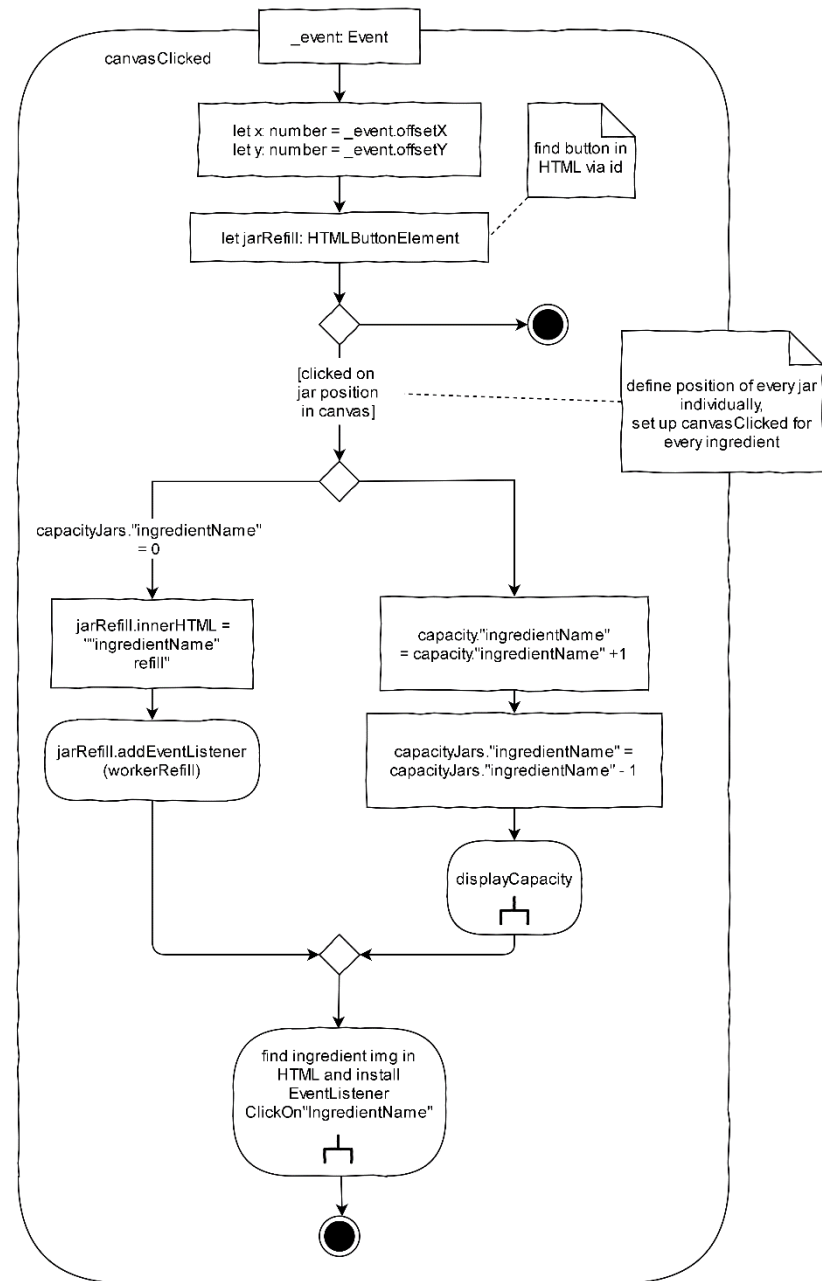 _event: Event
canvasClicked
let x: number = _event.offsetX
let y: number = _event.offsetY
find button in
HTML via id
let jarRefill: HTMLButtonElement
[clicked on
jar position
in canvas]
define position of every jar
individually,
set up canvasClicked for
every ingredient
capacityJars."ingredientName"
= 0
jarRefill.innerHTML =
""ingredientName"
refill"
capacity."ingredientName"
= capacity."ingredientName" +1
jarRefill.addEventListener
(workerRefill)
capacityJars."ingredientName" =
capacityJars."ingredientName" - 1
displayCapacity
find ingredient img in
HTML and install
EventListener
ClickOn"IngredientName"